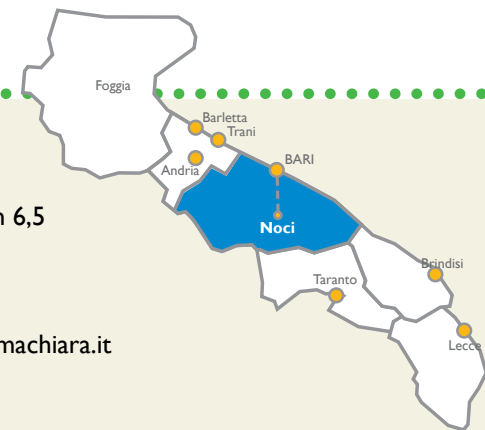 Foggia
Barletta
Trani
Andria
BARI
6,5
Noci
Brindisi
Taranto
machiara.it
Lecce